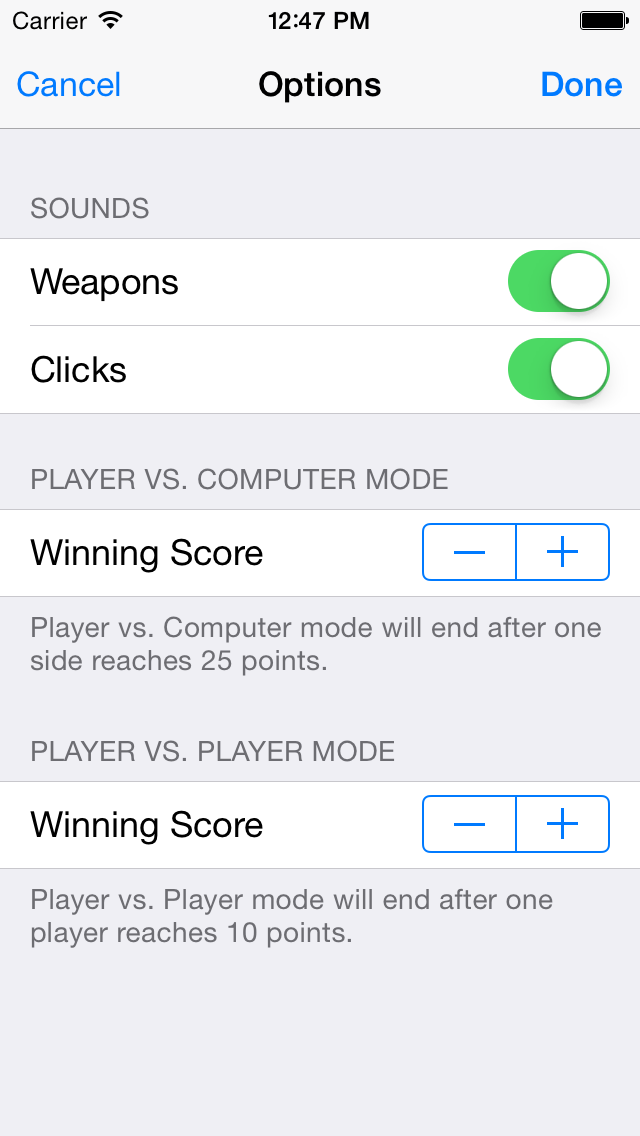 Carrier 12:47 PM
Cancel Options Done
SOUNDS
Weapons
Clicks
PLAYER VS. COMPUTER MODE
Winning Score
Player vs. Computer mode will end after one
side reaches 25 points.
PLAYER VS. PLAYER MODE
Winning Score
Player vs. Player mode will end after one
player reaches 10 points.